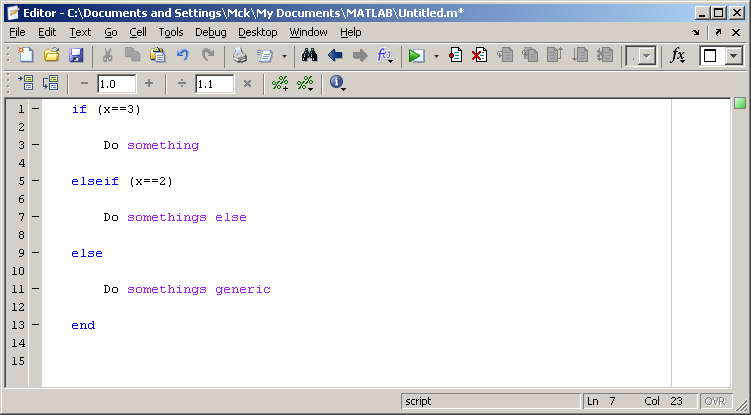 Editor - C:\Documents and Settings\Mck\My Documents\MATLAB\Untitled.m*
File Edit Text Go Cell Tools Debug Desktop Window Help
fx
1.0 1.1
1 if (x==3)
2
3 Do something
4
5 elseif (x==2)
6
7 Do somethings else
8
9 else
10
11 Do somethings generic
12
13 end
14
15
script Ln 7 Col 23 OVR